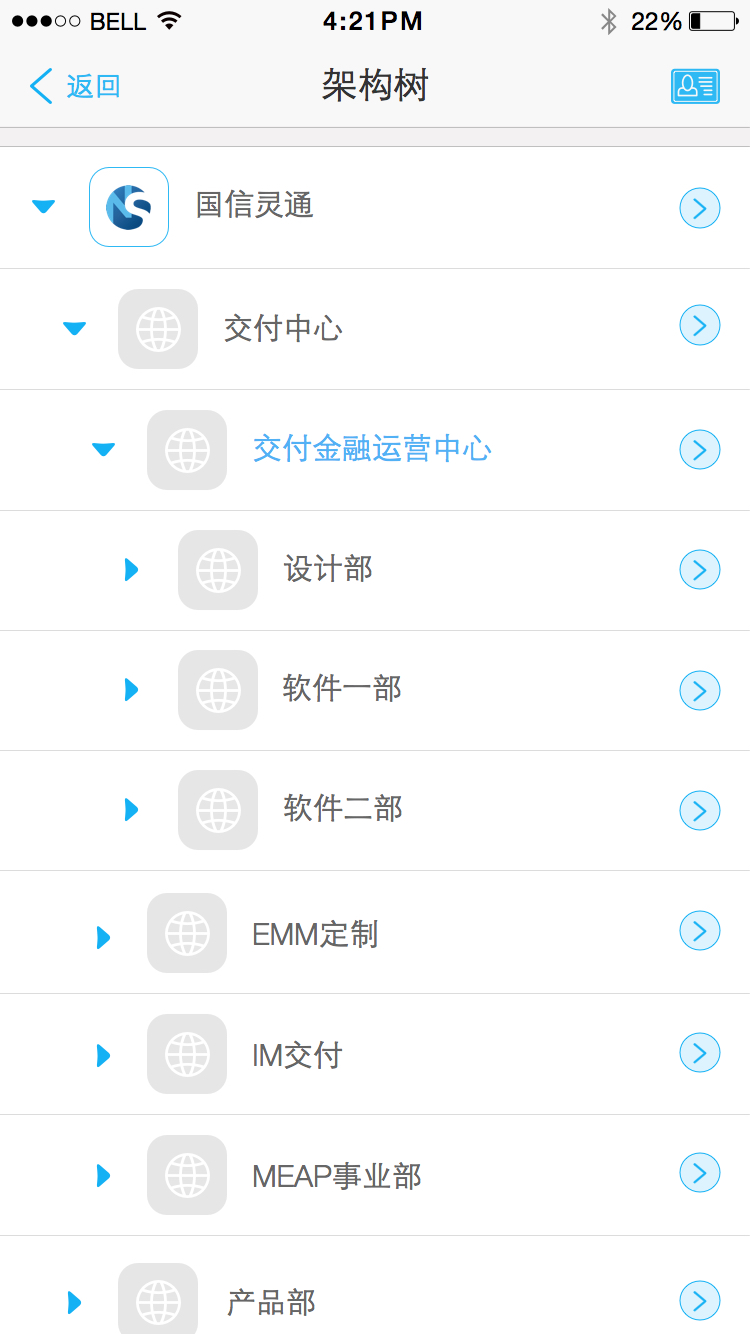 BELL 4:21PM 22%
返回 架构树
国信灵通
交付中心
交付金融运营中心
设计部
软件一部
软件二部
EMM定制
IM交付
MEAP事业部
产品部